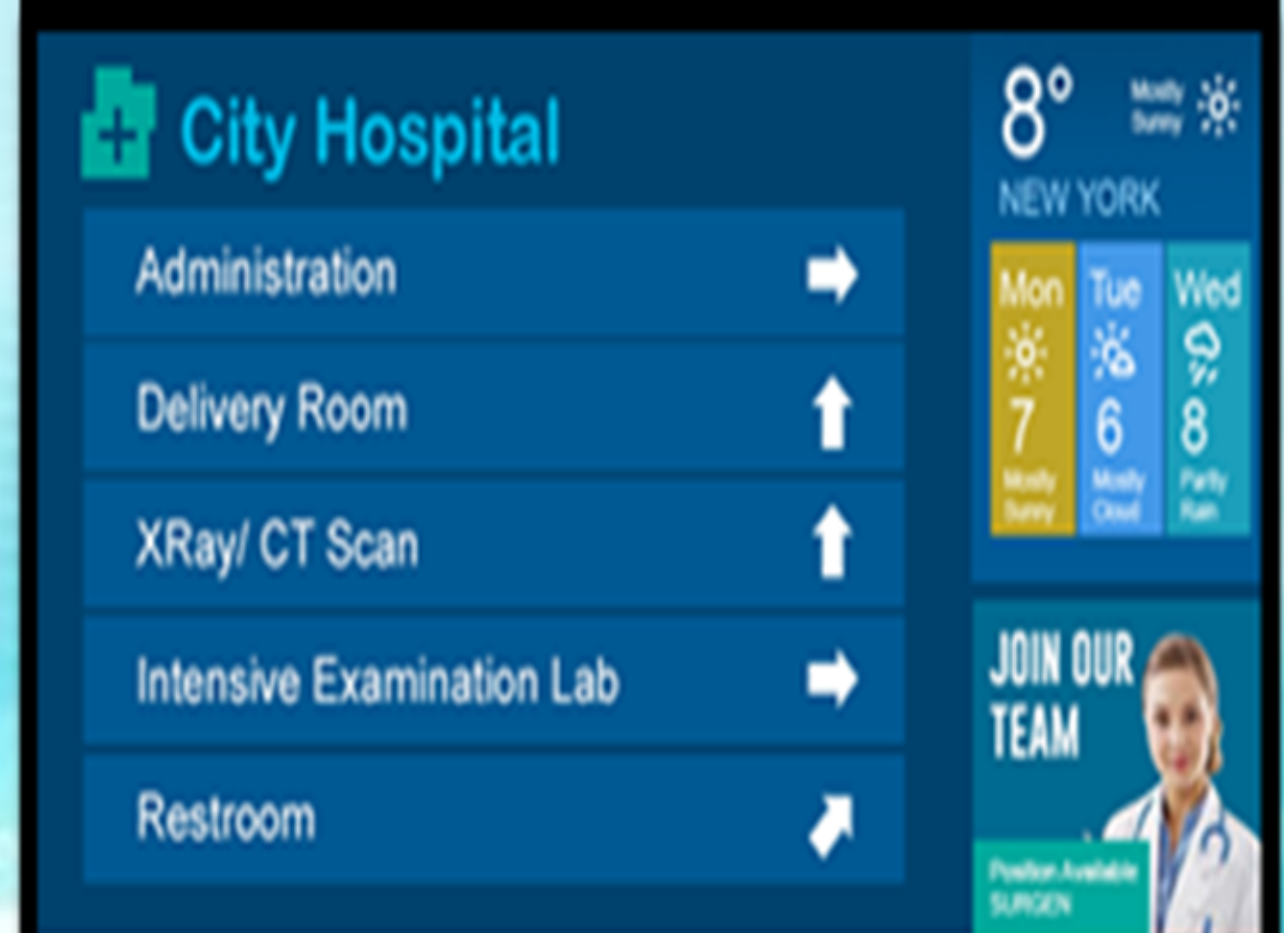 City Hospital
Administration
Delivery Room
XRay/ CT Scan
Intensive Examination Lab
Restroom
8°
Mostly
Sunny
NEW YORK
Mon Tue Wed
7 6 8
Mostly Mostly Partly
Sunny Cloud Rain
JOIN OUR
TEAM
Position Available
SURGEN